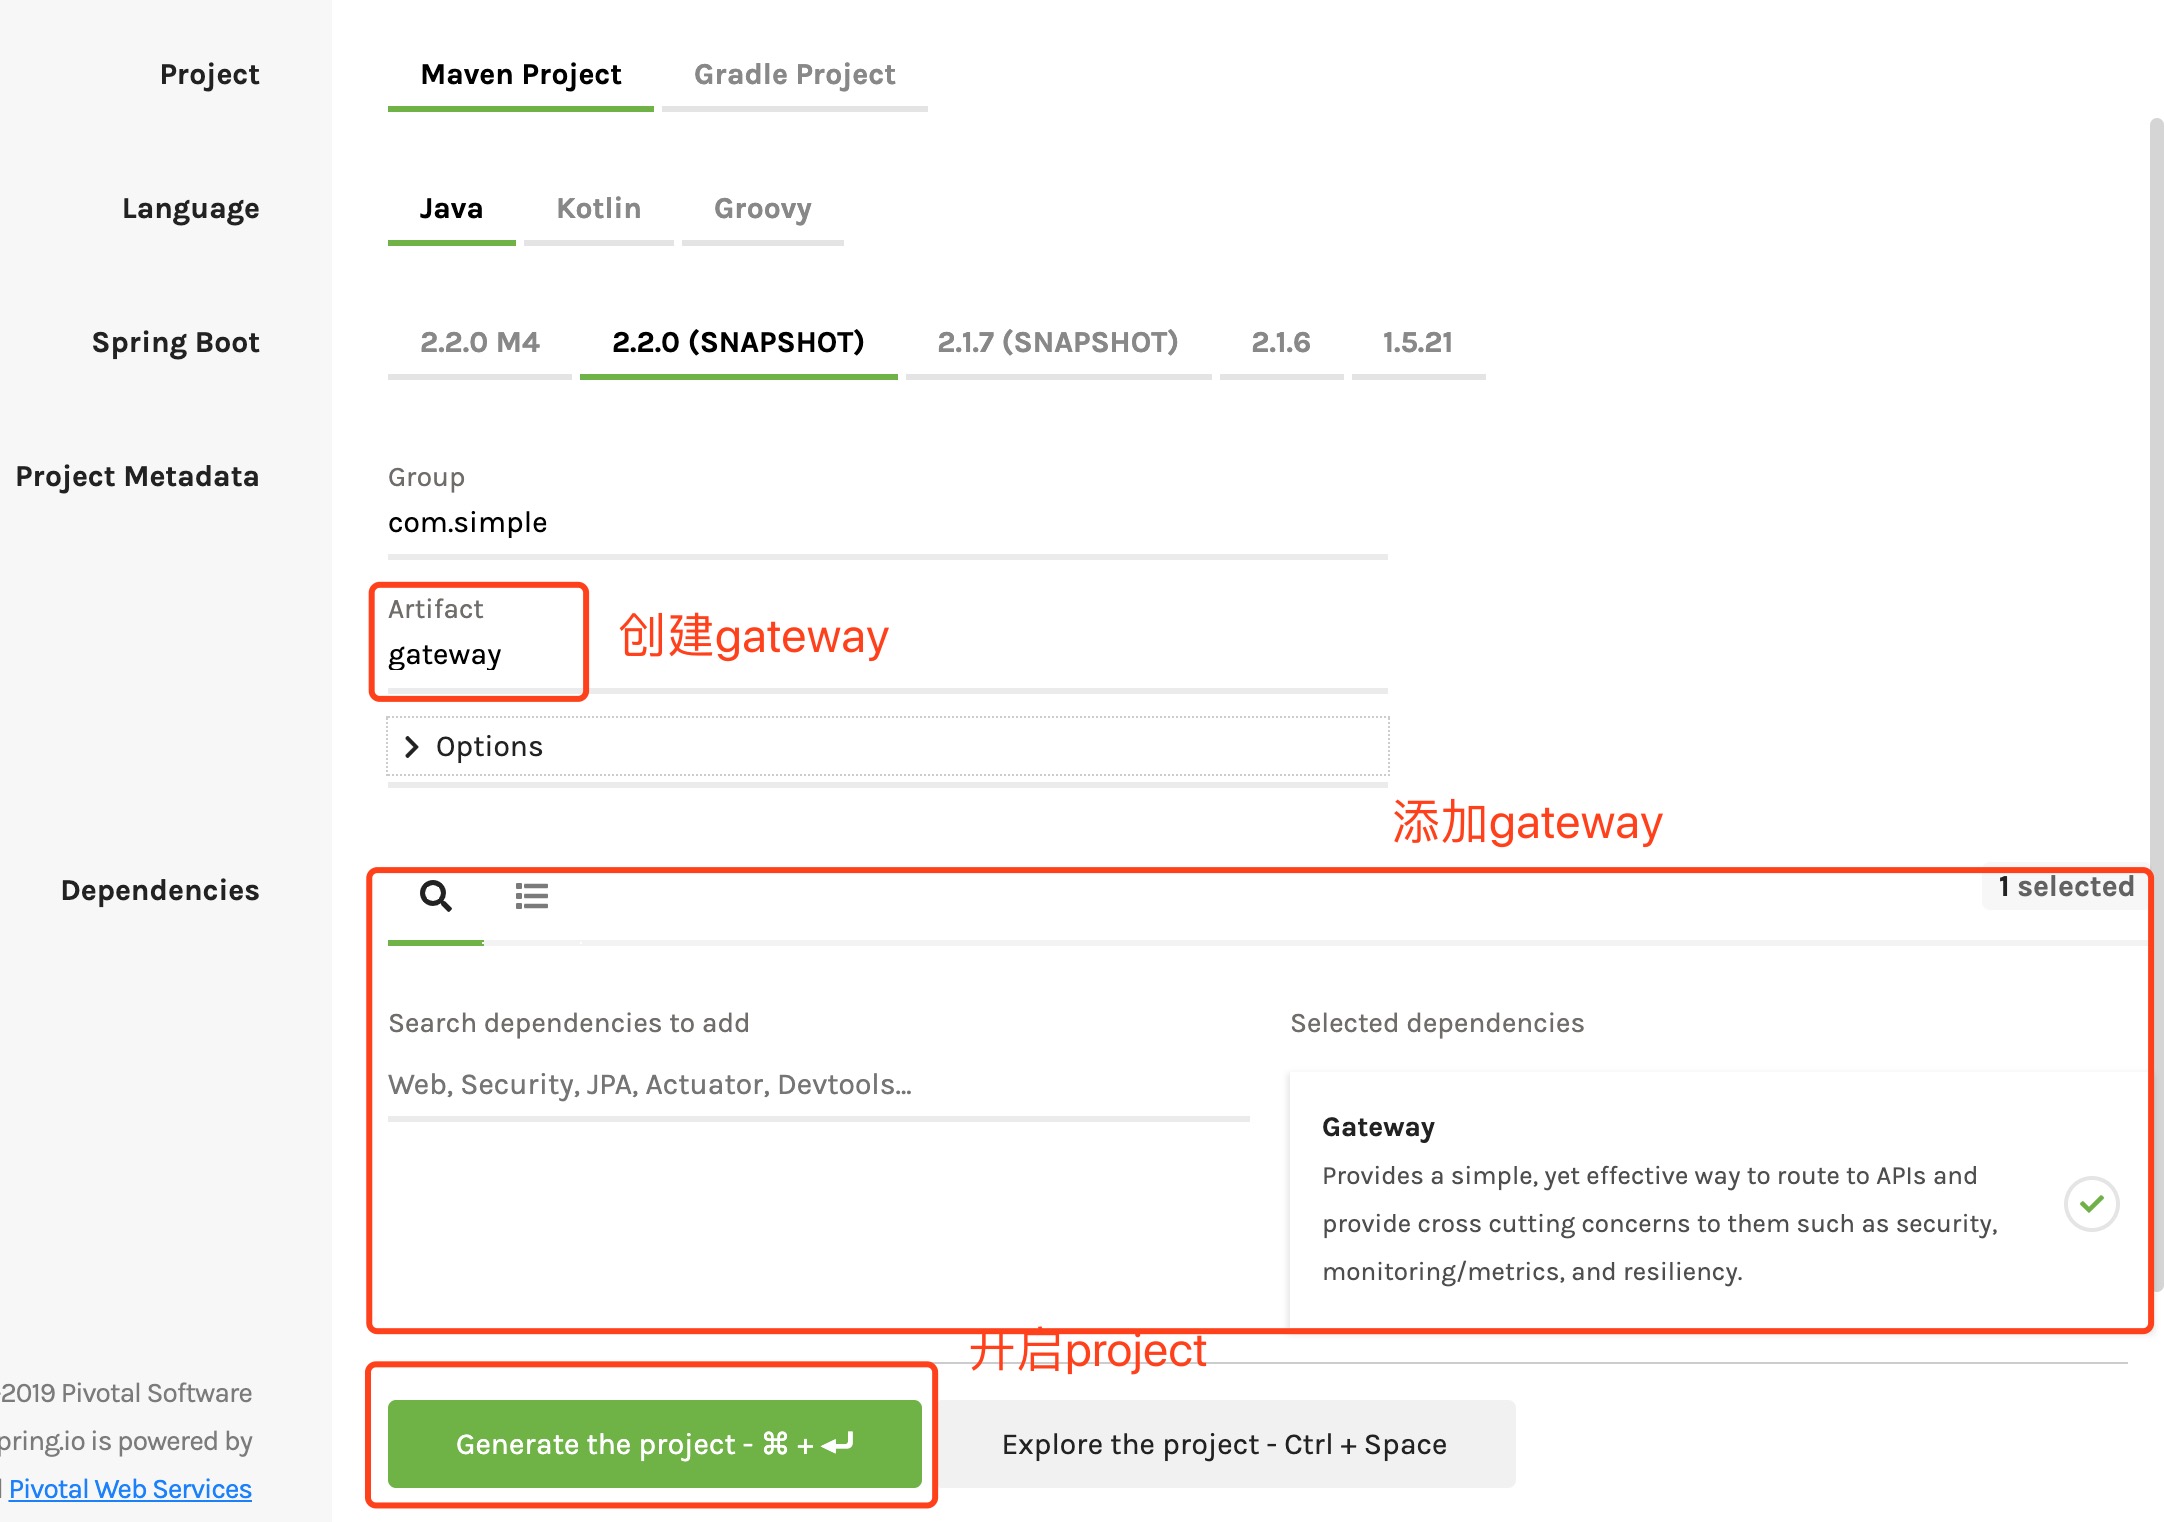 Project
Maven Project
Gradle Project
Language
Java
Kotlin
Groovy
Spring Boot
2.2.0 M4
2.2.0 (SNAPSHOT)
2.1.7 (SNAPSHOT)
2.1.6
1.5.21
Project Metadata
Group
com.simple
Artifact
gateway
创建gateway
Options
添加gateway
Dependencies
1 selected
Search dependencies to add
Web, Security, JPA, Actuator, Devtools...
Selected dependencies
Gateway
Provides a simple, yet effective way to route to APIs and
provide cross cutting concerns to them such as security,
monitoring/metrics, and resiliency.
开启project
Generate the project - ⌘ + ↵
Explore the project - Ctrl + Space
-2019 Pivotal Software
pring.io is powered by
Pivotal Web Services